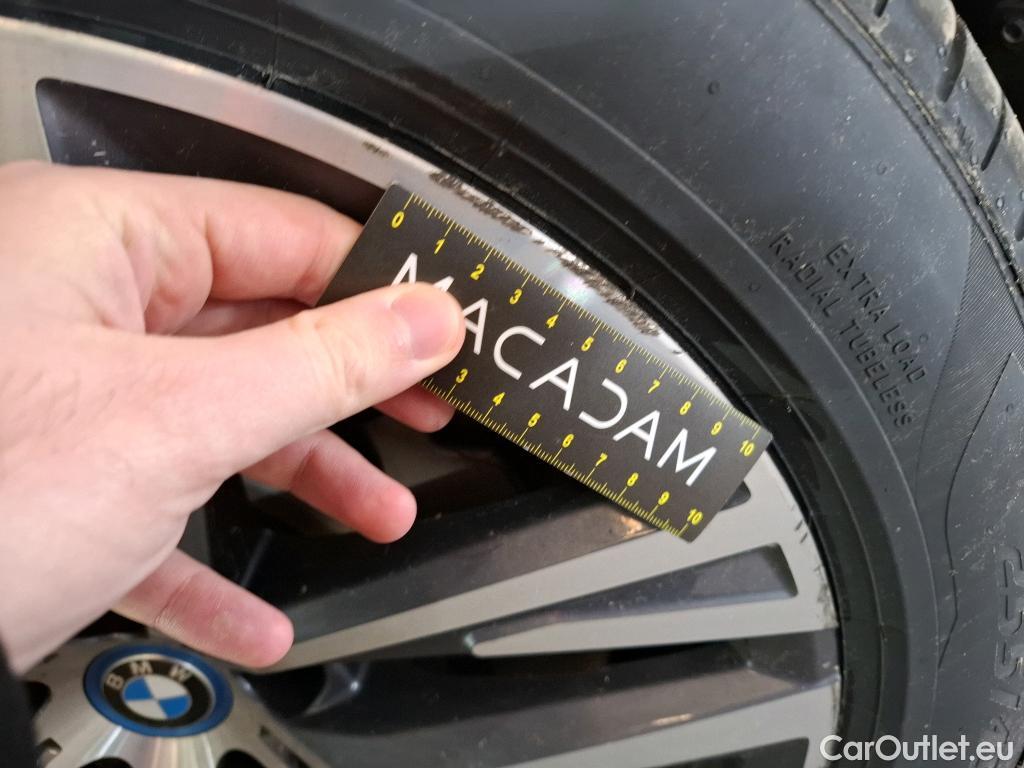 0 1 2 3 4 5 6 7 8 9 10
MACADAM
3 4 5 6 7 8 9 10
EXTRA LOAD
RADIAL TUBELESS
BMW
CarOutlet.eu